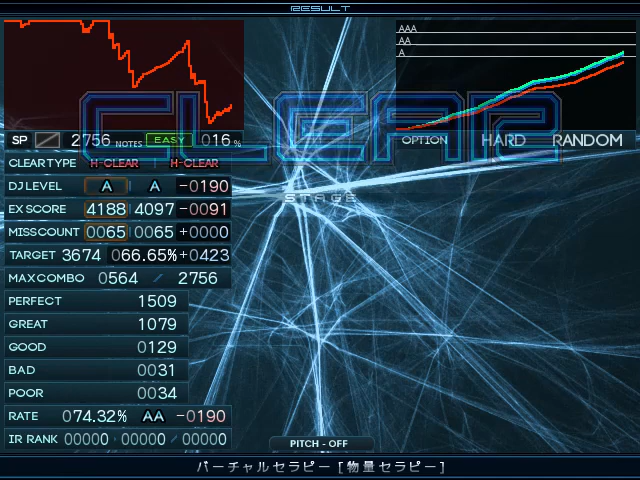 RESULT
AAA
AA
A
CLEAR
SP 2756 NOTES EASY 016 %
OPTION HARD RANDOM
CLEAR TYPE H-CLEAR H-CLEAR
DJ LEVEL A A -0190
STAGE
EX SCORE 4188 4097 -0091
MISSCOUNT 0065 0065 +0000
TARGET 3674 066.65% +0423
MAXCOMBO 0564 / 2756
PERFECT 1509
GREAT 1079
GOOD 0129
BAD 0031
POOR 0034
RATE 074.32% AA -0190
IR RANK 00000 · 00000 / 00000
PITCH - OFF
バーチャルセラピー [物量セラピー]